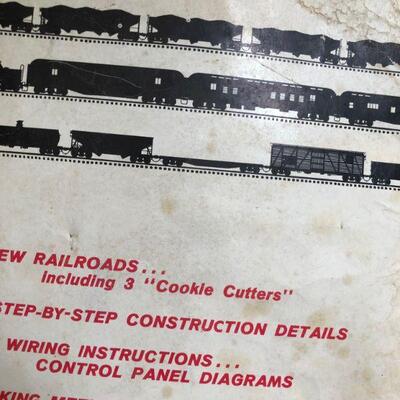 EW RAILROADS...
including 3 "Cookie Cutters"
STEP-BY-STEP CONSTRUCTION DETAILS
WIRING INSTRUCTIONS...
CONTROL PANEL DIAGRAMS